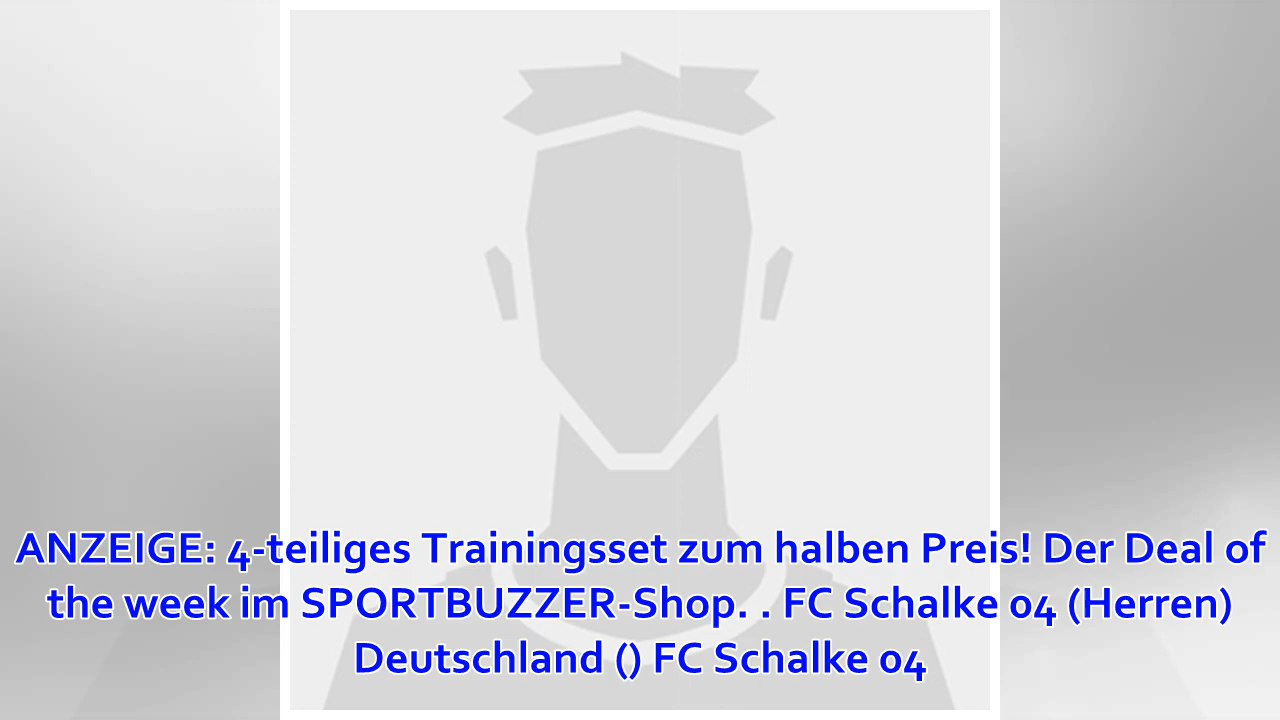 ANZEIGE: 4-teiliges Trainingsset zum halben Preis! Der Deal of
the week im SPORTBUZZER-Shop. . FC Schalke 04 (Herren)
Deutschland () FC Schalke 04